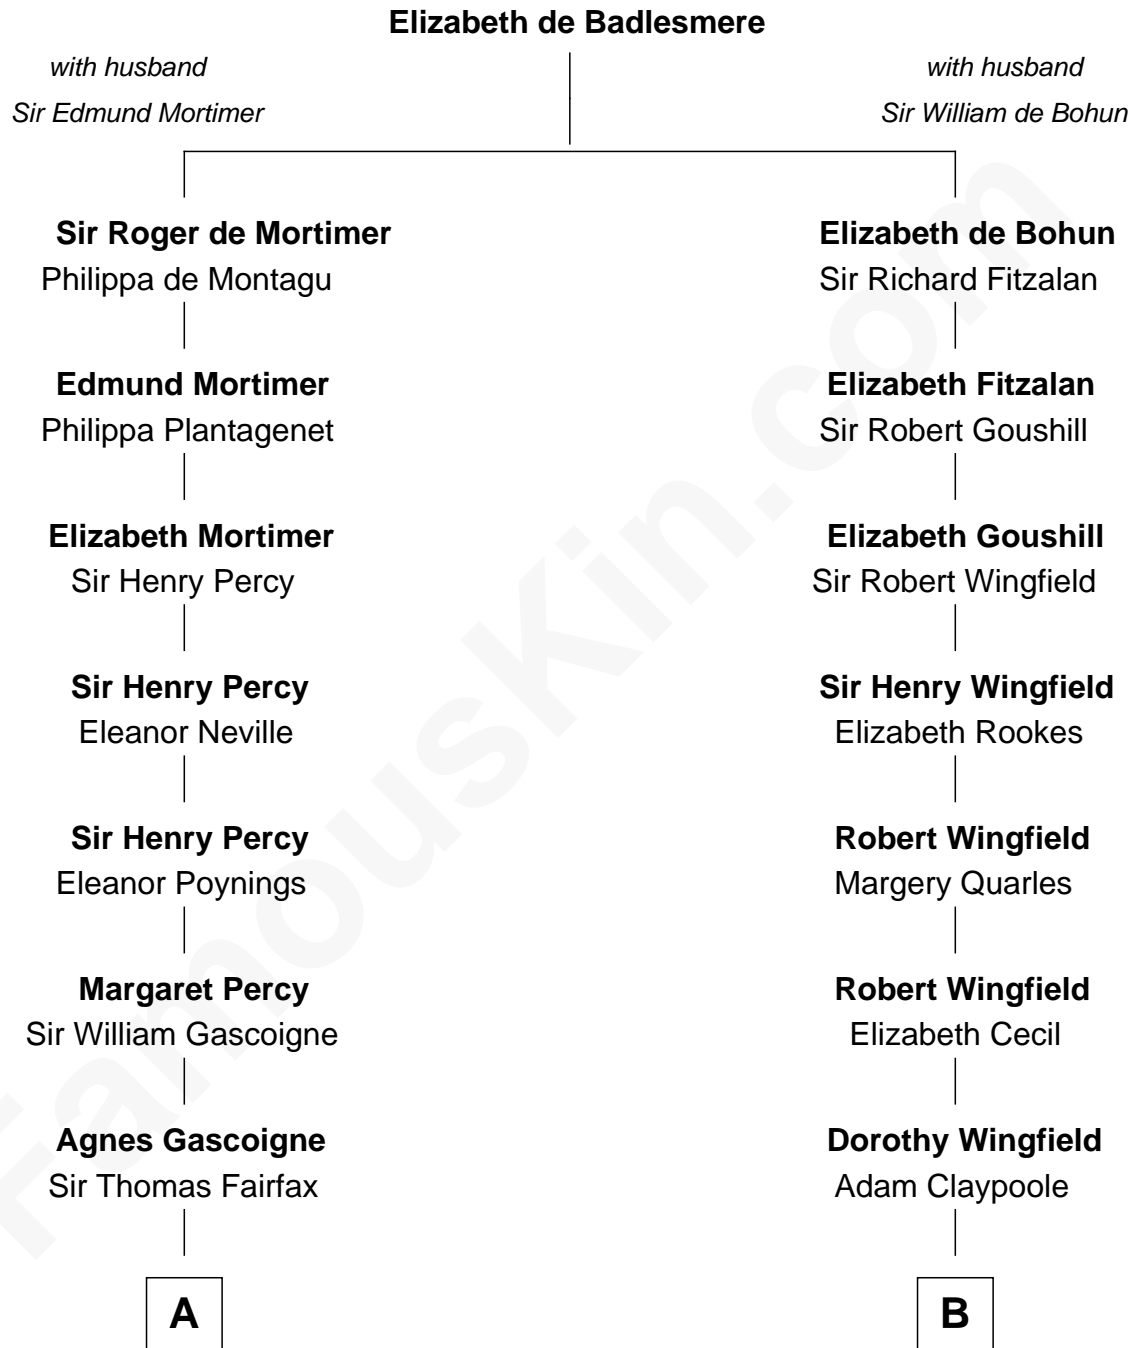 Elizabeth de Badlesmere
with husband
Sir Edmund Mortimer
with husband
Sir William de Bohun
Sir Roger de Mortimer
Philippa de Montagu
Elizabeth de Bohun
Sir Richard Fitzalan
Edmund Mortimer
Philippa Plantagenet
Elizabeth Fitzalan
Sir Robert Goushill
Elizabeth Mortimer
Sir Henry Percy
Elizabeth Goushill
Sir Robert Wingfield
Sir Henry Percy
Eleanor Neville
Sir Henry Wingfield
Elizabeth Rookes
Sir Henry Percy
Eleanor Poynings
Robert Wingfield
Margery Quarles
Margaret Percy
Sir William Gascoigne
Robert Wingfield
Elizabeth Cecil
Agnes Gascoigne
Sir Thomas Fairfax
Dorothy Wingfield
Adam Claypoole
A
B
FamousKin.com